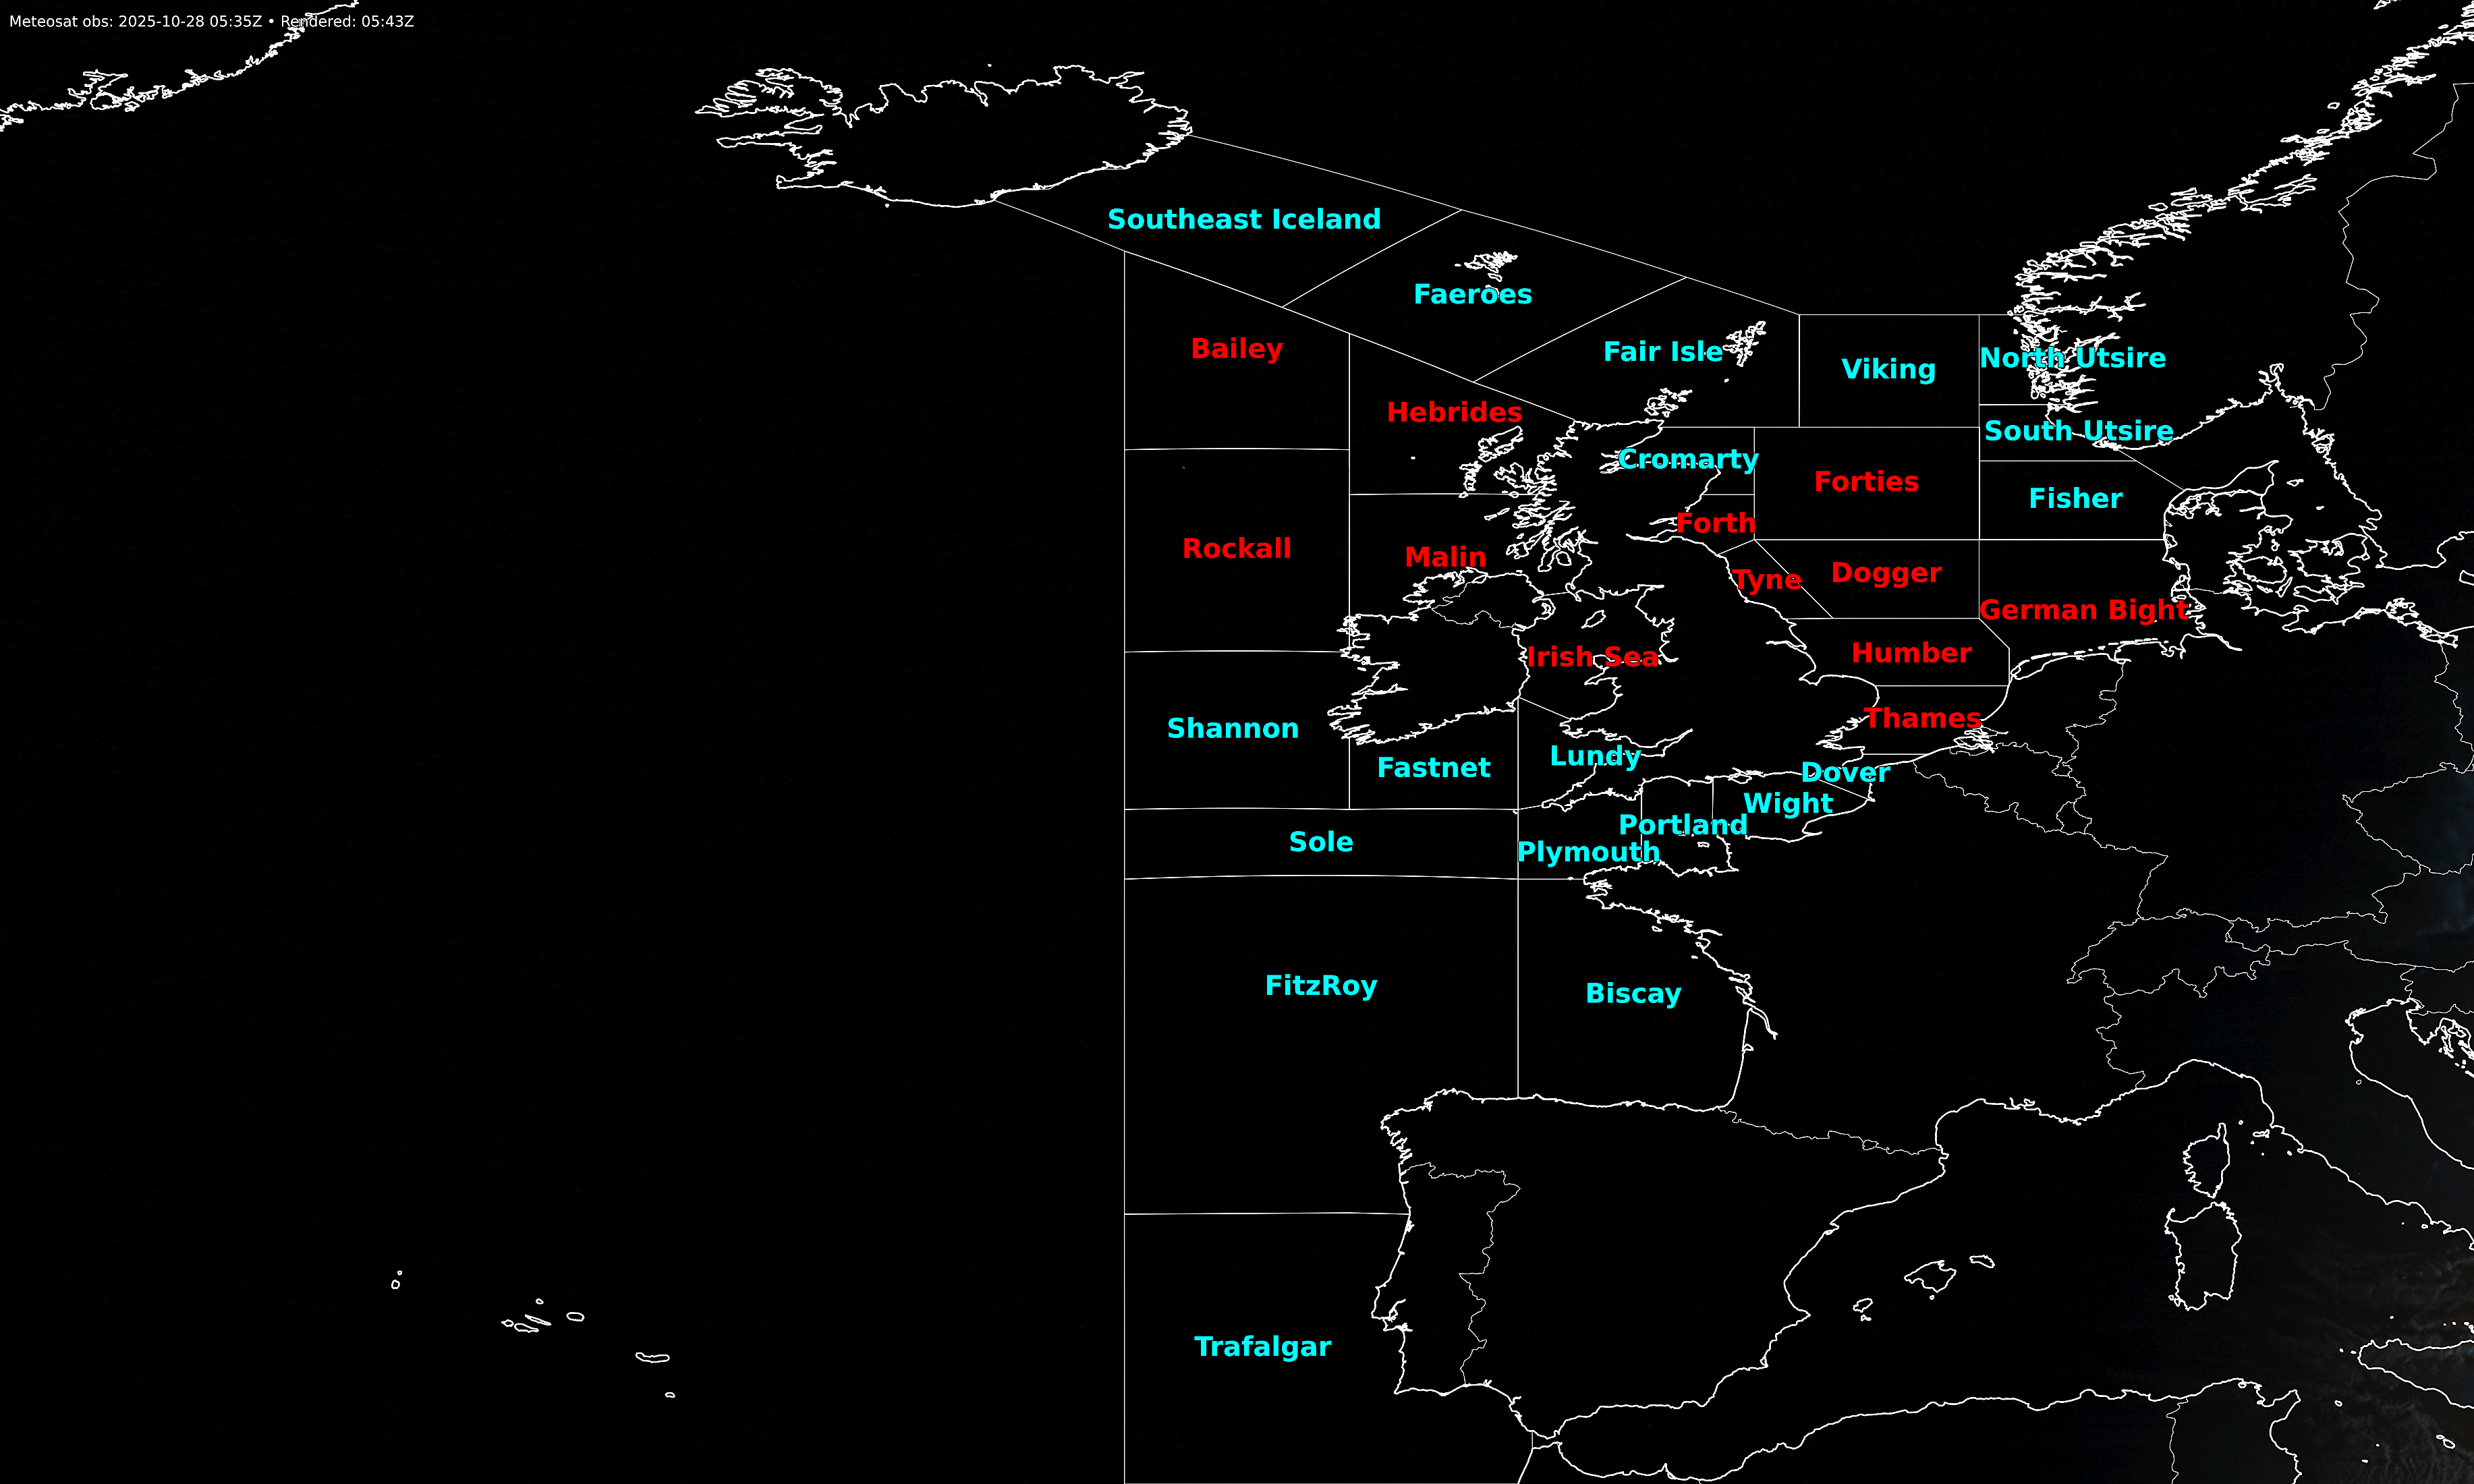 Meteosat obs: 2025-10-28 05:35Z • Rendered: 05:43Z
Southeast Iceland
Faeroes
Bailey
Fair Isle
Viking
North Utsire
Hebrides
South Utsire
Cromarty
Forties
Fisher
Forth
Rockall
Malin
Tyne
Dogger
German Bight
Irish Sea
Humber
Thames
Shannon
Fastnet
Lundy
Dover
Wight
Portland
Sole
Plymouth
FitzRoy
Biscay
Trafalgar